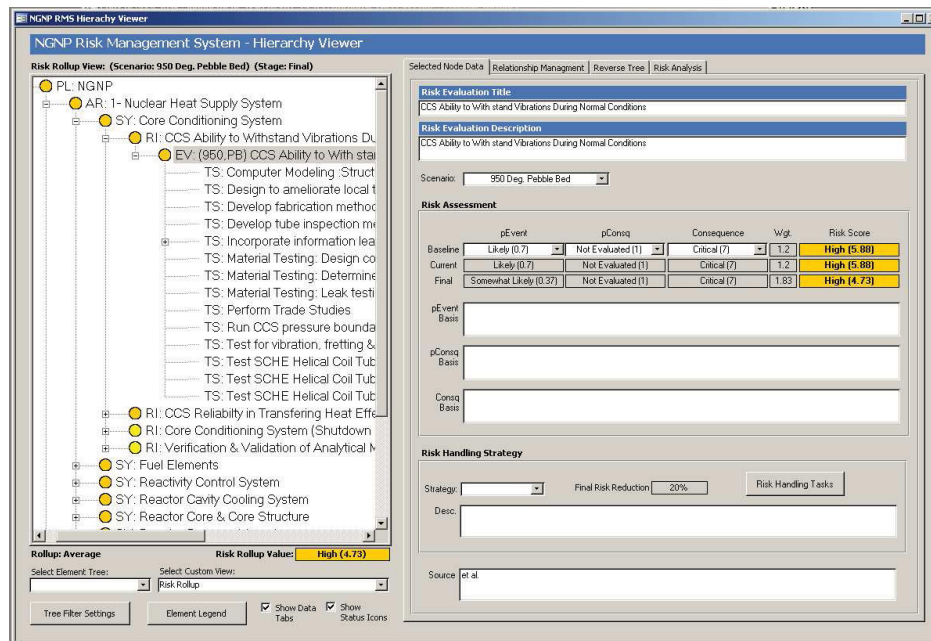 NGNP RMS Hierachy Viewer
NGNP Risk Management System - Hierarchy Viewer
Risk Rollup View: (Scenario: 950 Deg. Pebble Bed) (Stage: Final)
PL: NGNP
AR: 1- Nuclear Heat Supply System
SY: Core Conditioning System
RI: CCS Ability to Withstand Vibrations Du
EV: (950,PB) CCS Ability to With stan
TS: Computer Modeling :Struct
TS: Design to ameliorate local t
TS: Develop fabrication method
TS: Develop tube inspection me
TS: Incorporate information lea
TS: Material Testing: Design co
TS: Material Testing: Determine
TS: Material Testing: Leak testi
TS: Perform Trade Studies
TS: Run CCS pressure bounda
TS: Test for vibration, fretting &
TS: Test SCHE Helical Coil Tub
TS: Test SCHE Helical Coil Tub
TS: Test SCHE Helical Coil Tub
RI: CCS Reliabilty in Transfering Heat Effe
RI: Core Conditioning System (Shutdown
RI: Verification & Validation of Analytical M
SY: Fuel Elements
SY: Reactivity Control System
SY: Reactor Cavity Cooling System
SY: Reactor Core & Core Structure
Rollup: Average Risk Rollup Value: High (4.73)
Select Element Tree: Select Custom View:
Risk Rollup
Tree Filter Settings Element Legend Show Data Tabs Show Status Icons
Selected Node Data Relationship Managment Reverse Tree Risk Analysis
Risk Evaluation Title
CCS Ability to With stand Vibrations During Normal Conditions
Risk Evaluation Description
CCS Ability to With stand Vibrations During Normal Conditions
Scenario: 950 Deg. Pebble Bed
Risk Assessment
pEvent pConsq Consequence Wgt. Risk Score
Baseline Likely (0.7) Not Evaluated (1) Critical (7) 1.2 High (5.88)
Current Likely (0.7) Not Evaluated (1) Critical (7) 1.2 High (5.88)
Final Somewhat Likely (0.37) Not Evaluated (1) Critical (7) 1.83 High (4.73)
pEvent
Basis
pConsq
Basis
Consq
Basis
Risk Handling Strategy
Strategy: Final Risk Reduction 20% Risk Handling Tasks
Desc.
Source et al.